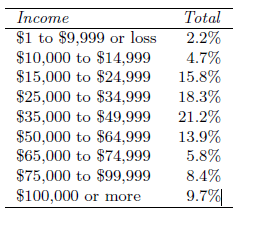 Income Total
$1 to $9,999 or loss 2.2%
$10,000 to $14,999 4.7%
$15,000 to $24,999 15.8%
$25,000 to $34,999 18.3%
$35,000 to $49,999 21.2%
$50,000 to $64,999 13.9%
$65,000 to $74,999 5.8%
$75,000 to $99,999 8.4%
$100,000 or more 9.7%